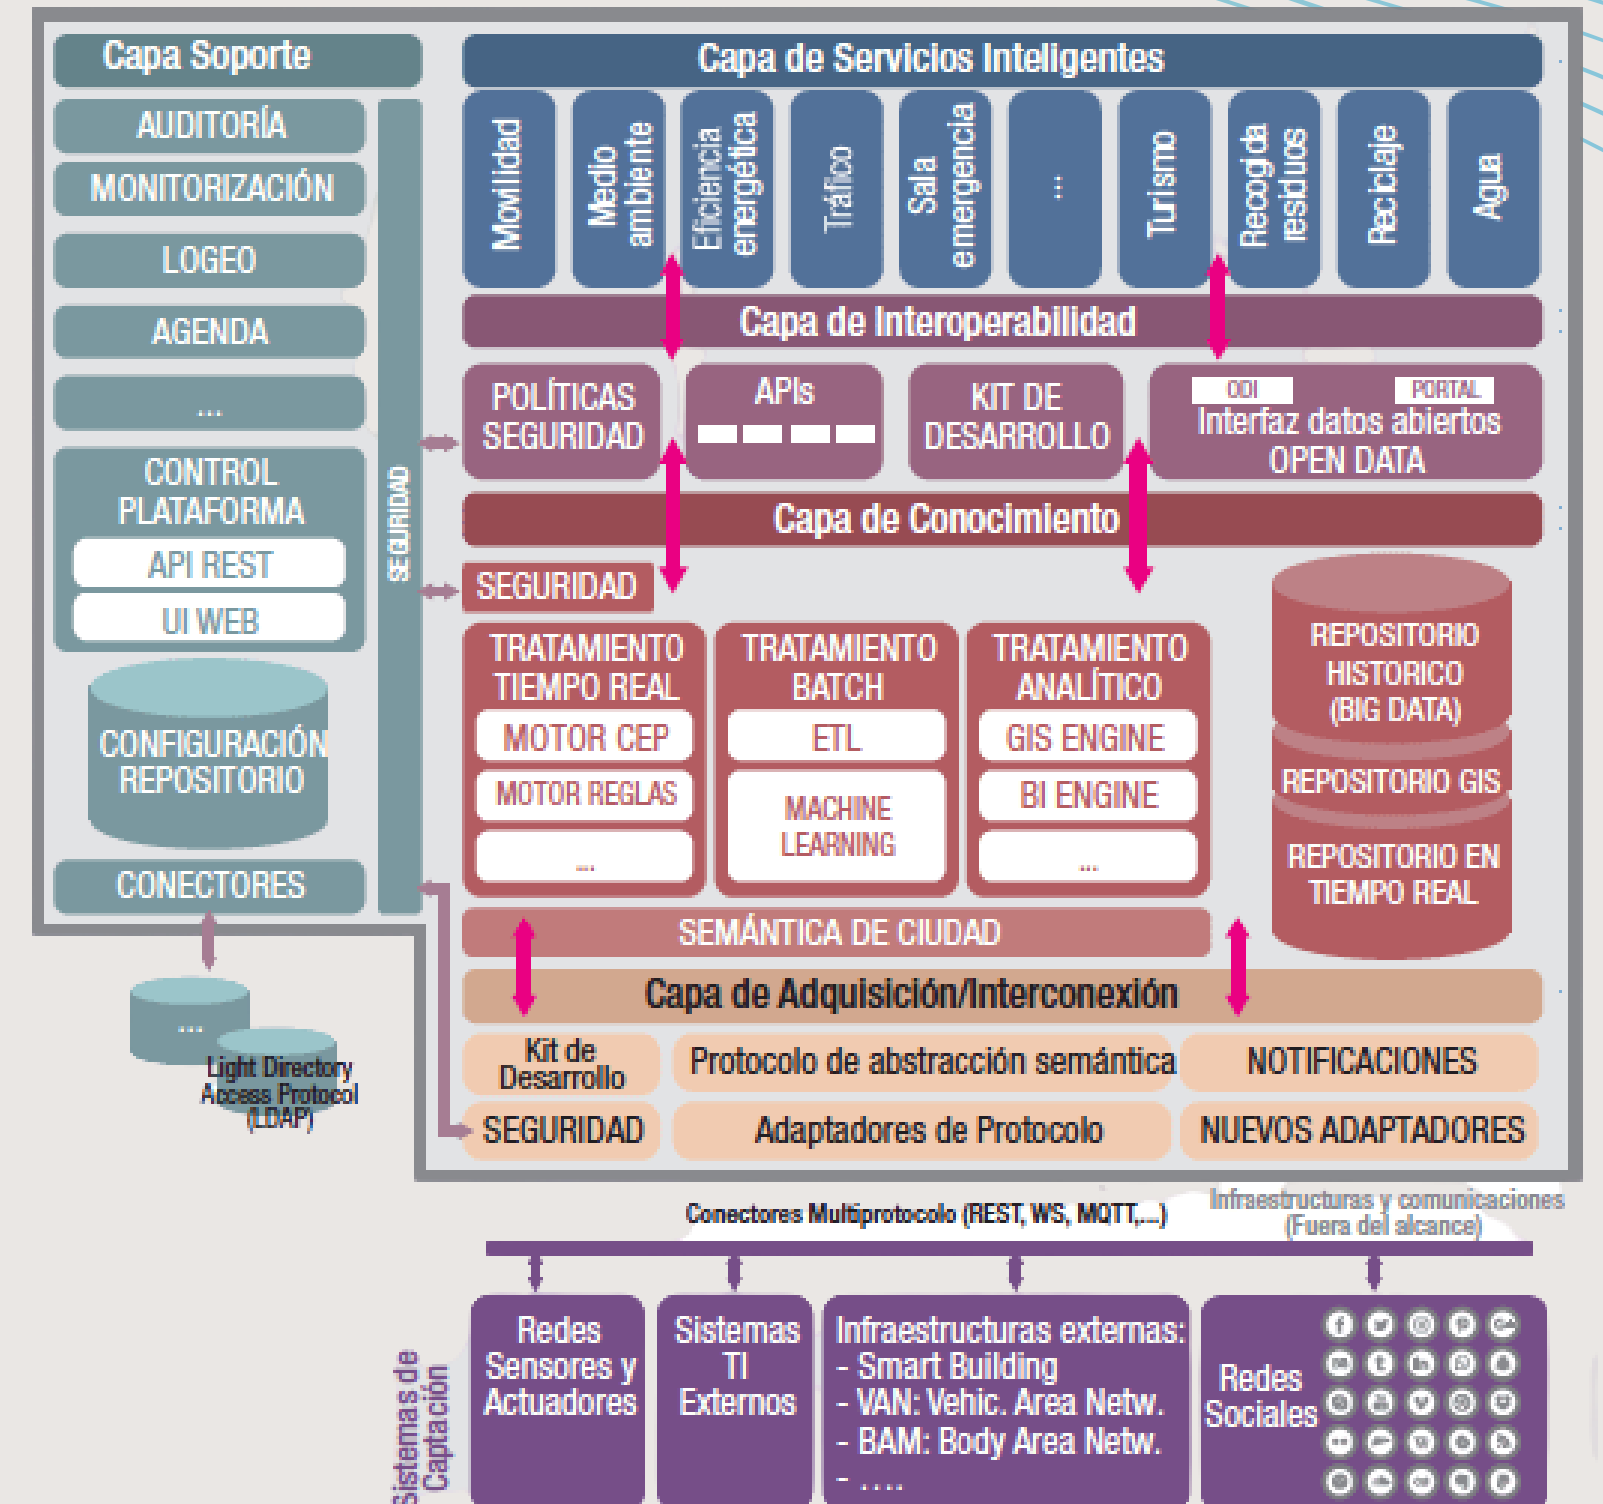 Capa Soporte
AUDITORÍA
MONITORIZACIÓN
LOGEO
AGENDA
...
CONTROL
PLATAFORMA
API REST
UI WEB
CONFIGURACIÓN
REPOSITORIO
CONECTORES
SEGURIDAD
...
Light Directory
Access Protocol
(LDAP)
Capa de Servicios Inteligentes
Movilidad
Medio
ambiente
Eficiencia
energética
Tráfico
Sala
emergencia
...
Turismo
Recogida
residuos
Reciclaje
Agua
Capa de Interoperabilidad
POLÍTICAS
SEGURIDAD
APIs
KIT DE
DESARROLLO
ODI
PORTAL
Interfaz datos abiertos
OPEN DATA
Capa de Conocimiento
SEGURIDAD
TRATAMIENTO
TIEMPO REAL
MOTOR CEP
MOTOR REGLAS
...
TRATAMIENTO
BATCH
ETL
MACHINE
LEARNING
TRATAMIENTO
ANALÍTICO
GIS ENGINE
BI ENGINE
...
REPOSITORIO
HISTORICO
(BIG DATA)
REPOSITORIO GIS
REPOSITORIO EN
TIEMPO REAL
SEMÁNTICA DE CIUDAD
Capa de Adquisición/Interconexión
Kit de
Desarrollo
Protocolo de abstracción semántica
NOTIFICACIONES
SEGURIDAD
Adaptadores de Protocolo
NUEVOS ADAPTADORES
Conectores Multiprotocolo (REST, WS, MQTT,...)
Infraestructuras y comunicaciones
(Fuera del alcance)
Sistemas de
Captación
Redes
Sensores y
Actuadores
Sistemas
TI
Externos
Infraestructuras externas:
- Smart Building
- VAN: Vehic. Area Netw.
- BAM: Body Area Netw.
- ....
Redes
Sociales